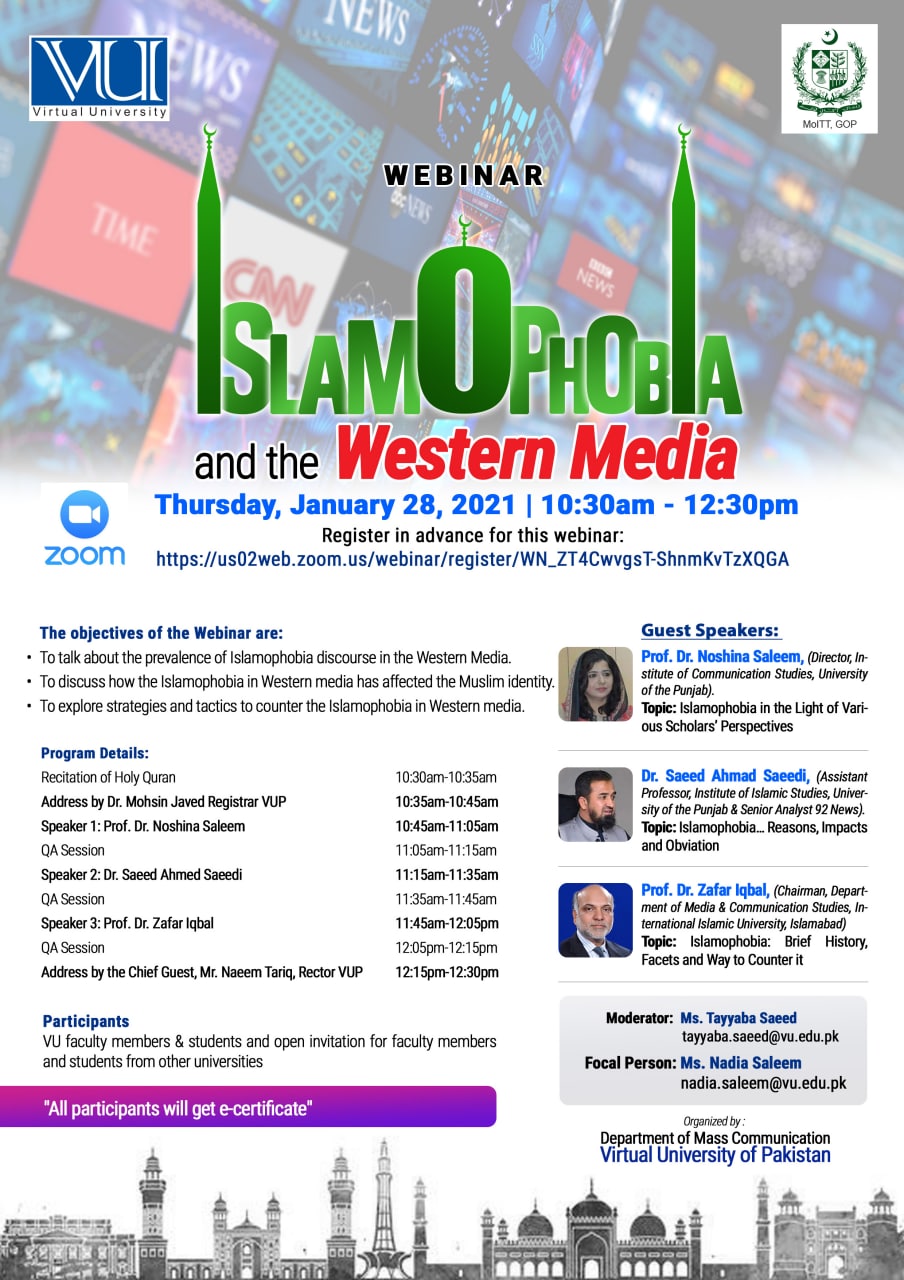 VU
Virtual University
MoITT, GOP
NEWS
NEWS
abc NEWS
TIME
CNN
BBC
NEWS
WEBINAR
ISLAMOPHOBIA
and the Western Media
zoom
Thursday, January 28, 2021 | 10:30am - 12:30pm
Register in advance for this webinar:
https://us02web.zoom.us/webinar/register/WN_ZT4CwvgsT-ShnmKvTzXQGA
The objectives of the Webinar are:
• To talk about the prevalence of Islamophobia discourse in the Western Media.
• To discuss how the Islamophobia in Western media has affected the Muslim identity.
• To explore strategies and tactics to counter the Islamophobia in Western media.
Program Details:
Recitation of Holy Quran 10:30am-10:35am
Address by Dr. Mohsin Javed Registrar VUP 10:35am-10:45am
Speaker 1: Prof. Dr. Noshina Saleem 10:45am-11:05am
QA Session 11:05am-11:15am
Speaker 2: Dr. Saeed Ahmed Saeedi 11:15am-11:35am
QA Session 11:35am-11:45am
Speaker 3: Prof. Dr. Zafar Iqbal 11:45am-12:05pm
QA Session 12:05pm-12:15pm
Address by the Chief Guest, Mr. Naeem Tariq, Rector VUP 12:15pm-12:30pm
Participants
VU faculty members & students and open invitation for faculty members
and students from other universities
"All participants will get e-certificate"
Guest Speakers:
Prof. Dr. Noshina Saleem, (Director, In-
stitute of Communication Studies, University
of the Punjab).
Topic: Islamophobia in the Light of Vari-
ous Scholars' Perspectives
Dr. Saeed Ahmad Saeedi, (Assistant
Professor, Institute of Islamic Studies, Univer-
sity of the Punjab & Senior Analyst 92 News).
Topic: Islamophobia... Reasons, Impacts
and Obviation
Prof. Dr. Zafar Iqbal, (Chairman, Depart-
ment of Media & Communication Studies, In-
ternational Islamic University, Islamabad)
Topic: Islamophobia: Brief History,
Facets and Way to Counter it
Moderator: Ms. Tayyaba Saeed
tayyaba.saeed@vu.edu.pk
Focal Person: Ms. Nadia Saleem
nadia.saleem@vu.edu.pk
Organized by :
Department of Mass Communication
Virtual University of Pakistan